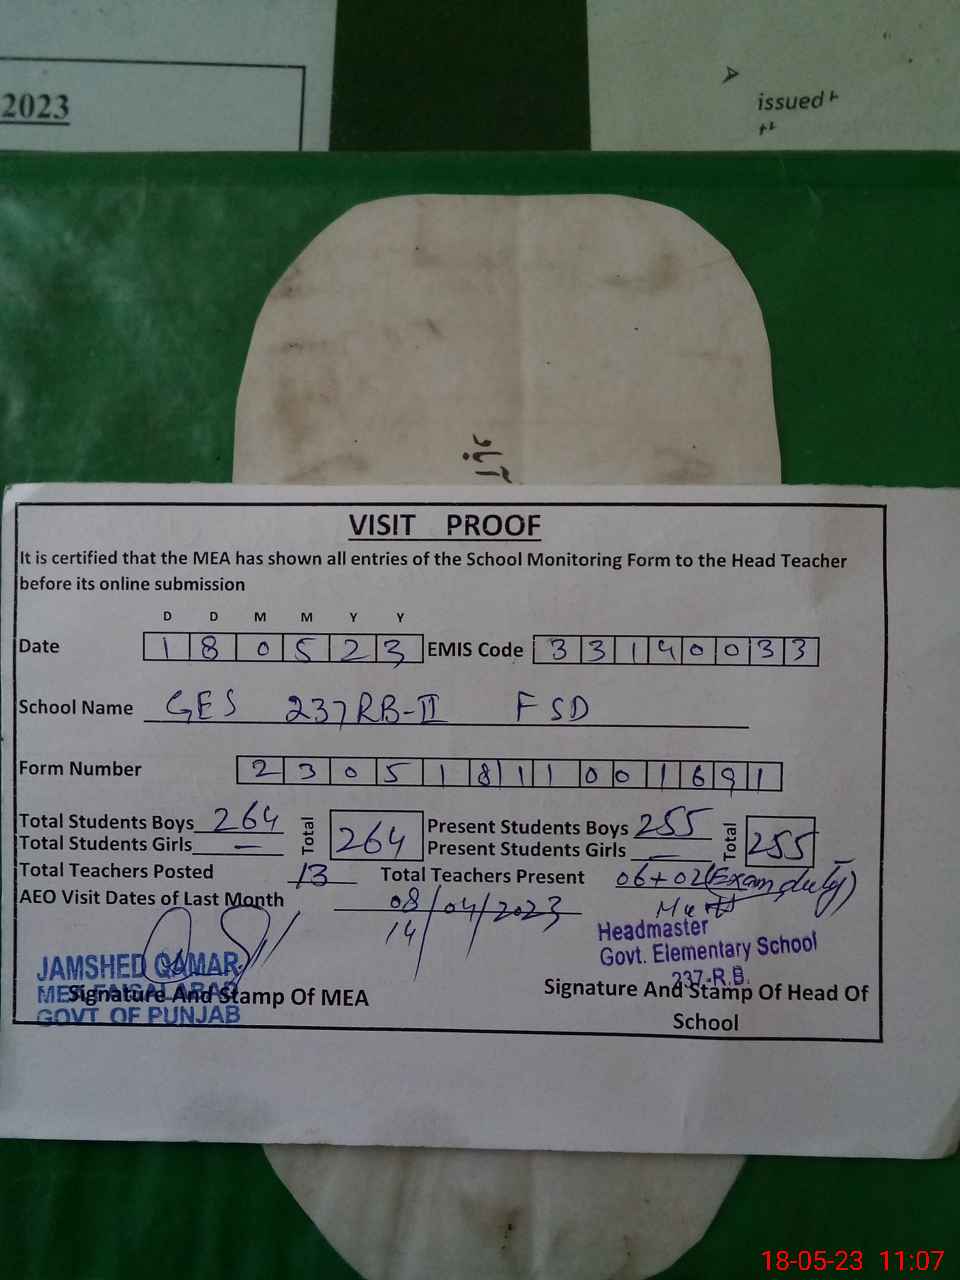 2023
issued
VISIT PROOF
It is certified that the MEA has shown all entries of the School Monitoring Form to the Head Teacher
before its online submission
D D M M Y Y
Date 1 8 0 5 2 3 EMIS Code 3 3 1 4 0 0 3 3
School Name GES 237RB-II FSD
Form Number 2 3 0 5 1 8 1 1 0 0 1 6 9 1
Total Students Boys 264 Total 264 Present Students Boys 255 Total 255
Total Students Girls — Present Students Girls —
Total Teachers Posted 13 Total Teachers Present 06+02(Exam duty)
AEO Visit Dates of Last Month 08/04/2023
14
Headmaster
Govt. Elementary School
237-R.B.
JAMSHED QAMAR
MEA FAISALABAD
GOVT OF PUNJAB
Signature And Stamp Of MEA
Signature And Stamp Of Head Of
School
18-05-23 11:07